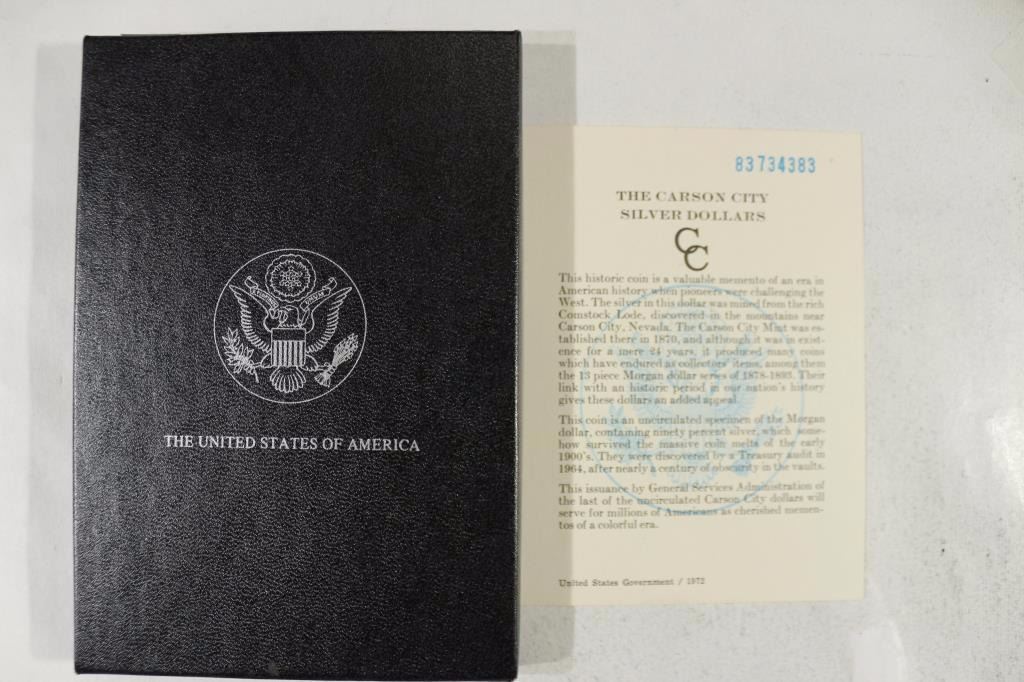 THE UNITED STATES OF AMERICA
83734383
THE CARSON CITY
SILVER DOLLARS
CC
This historic coin is a valuable memento of an era in
American history when pioneers were challenging the
West. The silver in this dollar was mined from the rich
Comstock Lode, discovered in the mountains near
Carson City, Nevada. The Carson City Mint was es-
tablished there in 1870, and although it was in exist-
ence for a mere 24 years, it produced many coins
which have endured as collectors' items, among them
the 13 piece Morgan dollar series of 1878-1893. Their
link with an historic period in our nation's history
gives these dollars an added appeal.
This coin is an uncirculated specimen of the Morgan
dollar, containing ninety percent silver, which some-
how survived the massive coin melts of the early
1900's. They were discovered by a Treasury audit in
1964, after nearly a century of obscurity in the vaults.
This issuance by General Services Administration of
the last of the uncirculated Carson City dollars will
serve for millions of Americans as cherished memen-
tos of a colorful era.
United States Government / 1972